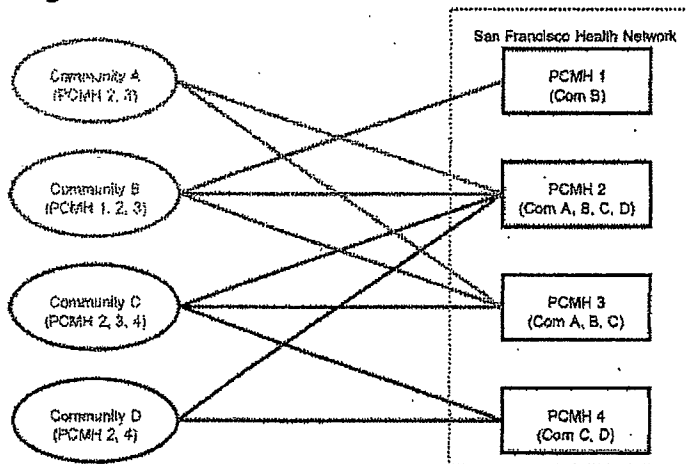 San Francisco Health Network
Community A
(PCMH 2, 3)
PCMH 1
(Com B)
Community B
(PCMH 1, 2, 3)
PCMH 2
(Com A, B, C, D)
Community C
(PCMH 2, 3, 4)
PCMH 3
(Com A, B, C)
Community D
(PCMH 2, 4)
PCMH 4
(Com C, D)